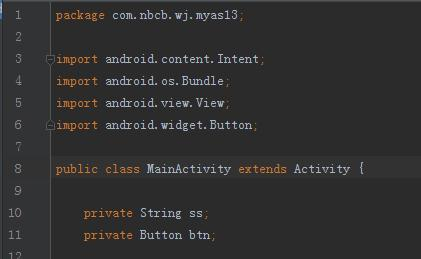 1 package com.nbcb.wj.myas13;
2
3 import android.content.Intent;
4 import android.os.Bundle;
5 import android.view.View;
6 import android.widget.Button;
7
8 public class MainActivity extends Activity {
9
10 private String ss;
11 private Button btn;
12